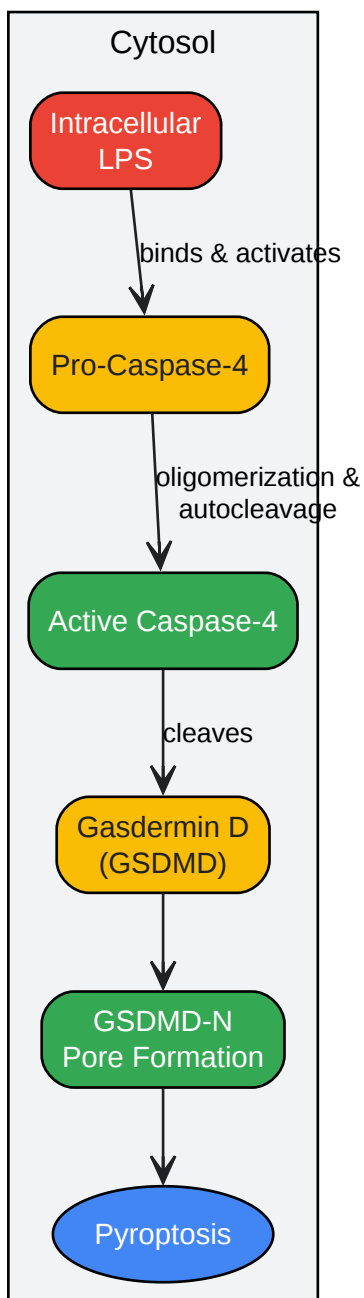 Cytosol
Intracellular
LPS
binds & activates
Pro-Caspase-4
oligomerization &
autocleavage
Active Caspase-4
cleaves
Gasdermin D
(GSDMD)
GSDMD-N
Pore Formation
Pyroptosis